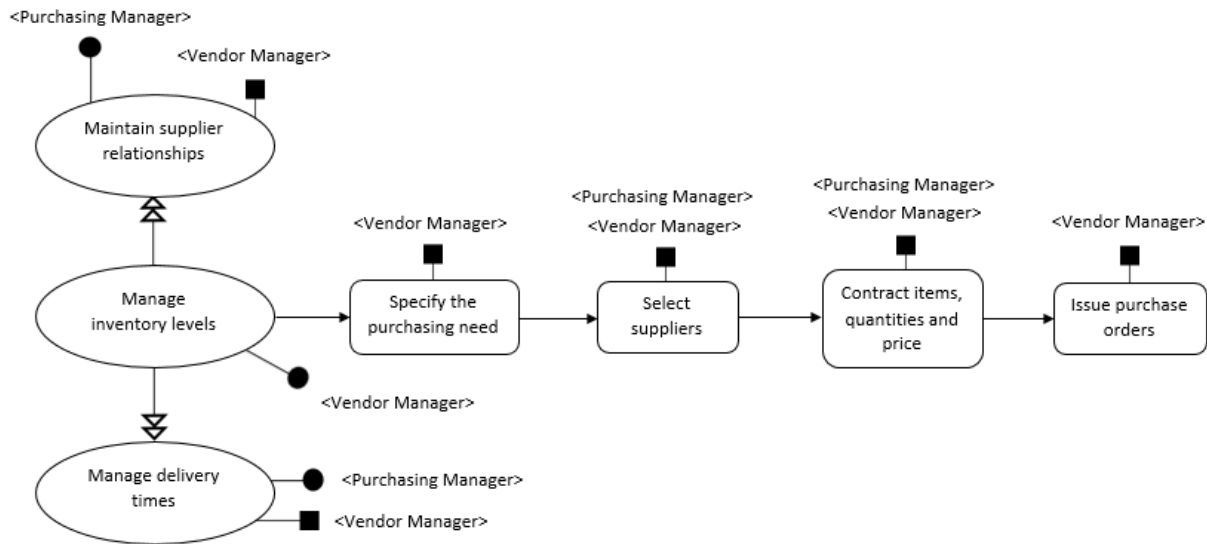 <Purchasing Manager>
<Vendor Manager>
Maintain supplier
relationships
<Purchasing Manager>
<Vendor Manager>
<Purchasing Manager>
<Vendor Manager>
<Vendor Manager>
<Vendor Manager>
Manage
inventory levels
Specify the
purchasing need
Select
suppliers
Contract items,
quantities and
price
Issue purchase
orders
<Vendor Manager>
Manage delivery
times
<Purchasing Manager>
<Vendor Manager>